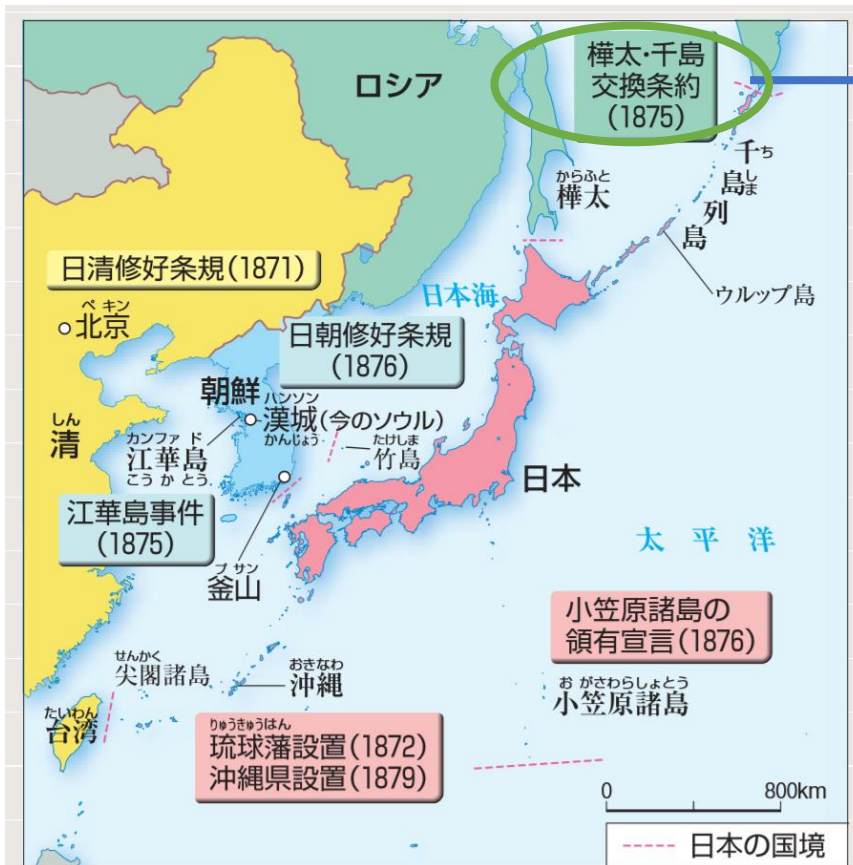 ロシア
樺太・千島
交換条約
(1875)
からふと
樺太
千ち
島しま
列
島
ウルップ島
日清修好条規(1871)
ペキン
北京
日本海
日朝修好条規
(1876)
朝鮮
ハンソン
漢城(今のソウル)
かんじょう
しん
清
カンファド
江華島
こうかとう
たけしま
竹島
日本
江華島事件
(1875)
プサン
釜山
太平洋
小笠原諸島の
領有宣言(1876)
せんかく
尖閣諸島
おきなわ
沖縄
おがさわらしょとう
小笠原諸島
たいわん
台湾
りゅうきゅうはん
琉球藩設置(1872)
沖縄県設置(1879)
0 800km
日本の国境